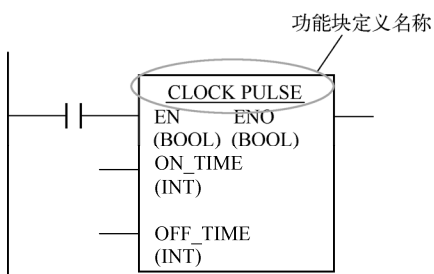 功能块定义名称
CLOCK PULSE
EN ENO
(BOOL) (BOOL)
ON_TIME
(INT)
OFF_TIME
(INT)